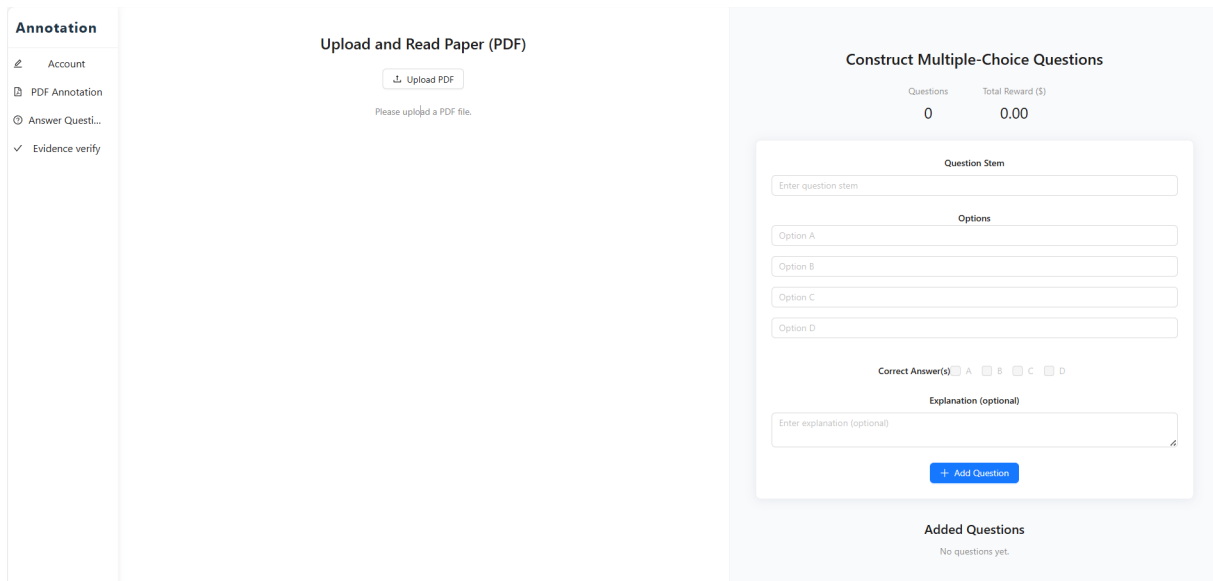 Annotation
Account
PDF Annotation
Answer Questi...
Evidence verify
Upload and Read Paper (PDF)
Upload PDF
Please upload a PDF file.
Construct Multiple-Choice Questions
Questions Total Reward ($)
0 0.00
Question Stem
Enter question stem
Options
Option A
Option B
Option C
Option D
Correct Answer(s) A B C D
Explanation (optional)
Enter explanation (optional)
+ Add Question
Added Questions
No questions yet.